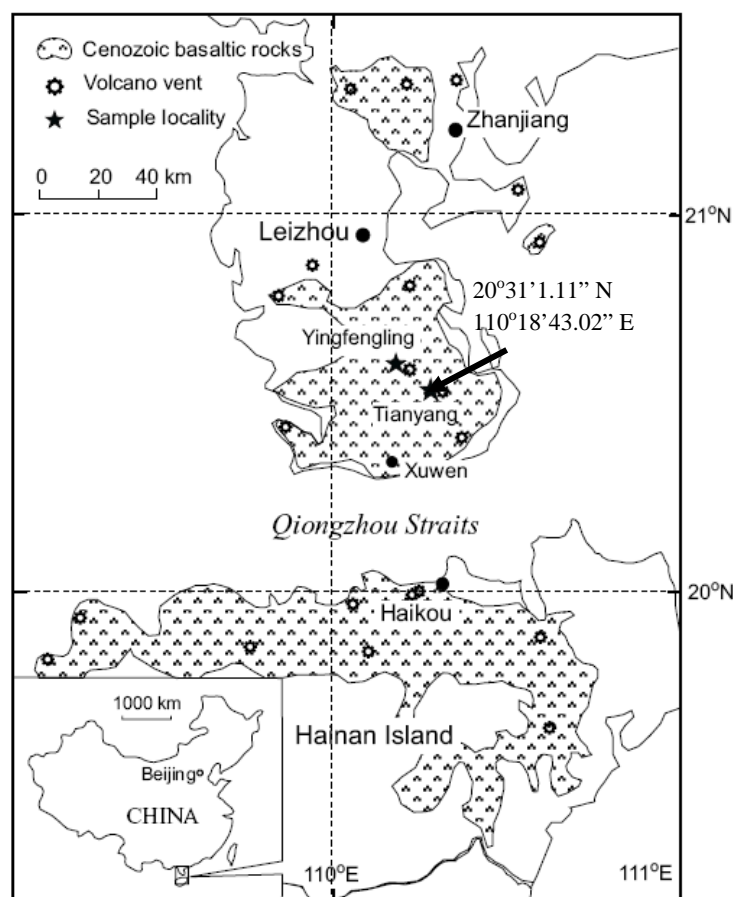 Cenozoic basaltic rocks
Volcano vent
Sample locality
0 20 40 km
Zhanjiang
21°N
Leizhou
20°31’1.11” N
110°18’43.02” E
Yingfengling
Tianyang
Xuwen
Qiongzhou Straits
20°N
Haikou
1000 km
Hainan Island
Beijing
CHINA
110°E
111°E